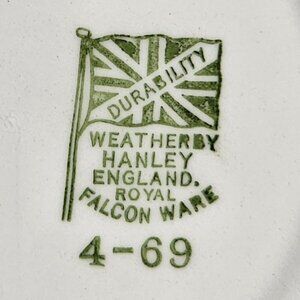 DURABILITY
WEATHERBY
HANLEY
ENGLAND.
ROYAL
FALCON WARE
4-69